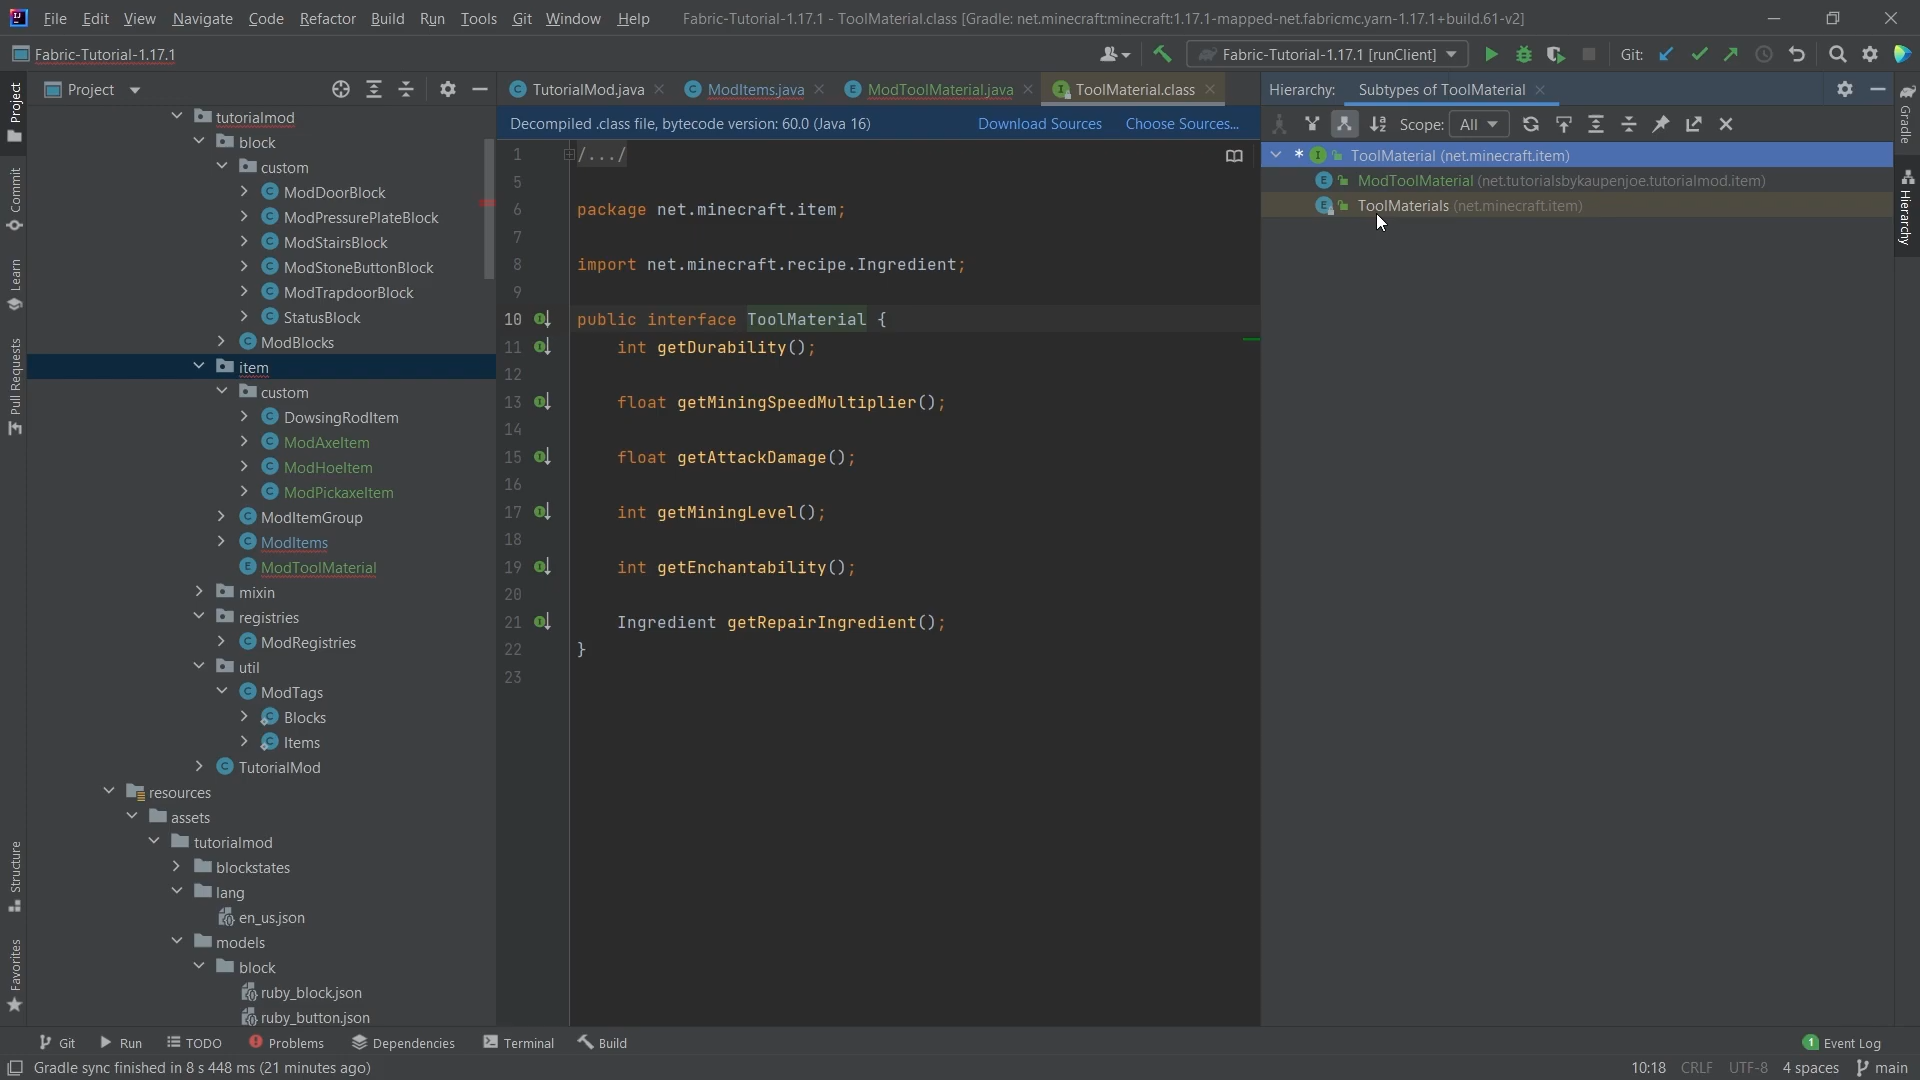 File Edit View Navigate Code Refactor Build Run Tools Git Window Help Fabric-Tutorial-1.17.1 - ToolMaterial.class [Gradle: net.minecraft:minecraft:1.17.1-mapped-net.fabricmc.yarn-1.17.1+build.61-v2]
Fabric-Tutorial-1.17.1 Fabric-Tutorial-1.17.1 [runClient] Git:
Project TutorialMod.java ModItems.java ModToolMaterial.java ToolMaterial.class Hierarchy: Subtypes of ToolMaterial
Decompiled .class file, bytecode version: 60.0 (Java 16) Download Sources Choose Sources... Scope: All
Project
Commit
Learn
Pull Requests
Structure
Favorites
tutorialmod
block
custom
ModDoorBlock
ModPressurePlateBlock
ModStairsBlock
ModStoneButtonBlock
ModTrapdoorBlock
StatusBlock
ModBlocks
item
custom
DowsingRodItem
ModAxeItem
ModHoeItem
ModPickaxeItem
ModItemGroup
ModItems
ModToolMaterial
mixin
registries
ModRegistries
util
ModTags
Blocks
Items
TutorialMod
resources
assets
tutorialmod
blockstates
lang
en_us.json
models
block
ruby_block.json
ruby_button.json
1 /.../
5
6 package net.minecraft.item;
7
8 import net.minecraft.recipe.Ingredient;
9
10 public interface ToolMaterial {
11 int getDurability();
12
13 float getMiningSpeedMultiplier();
14
15 float getAttackDamage();
16
17 int getMiningLevel();
18
19 int getEnchantability();
20
21 Ingredient getRepairIngredient();
22 }
23
* ToolMaterial (net.minecraft.item)
ModToolMaterial (net.tutorialsbykaupenjoe.tutorialmod.item)
ToolMaterials (net.minecraft.item)
Gradle
Hierarchy
Git Run TODO Problems Dependencies Terminal Build 1 Event Log
Gradle sync finished in 8 s 448 ms (21 minutes ago) 10:18 CRLF UTF-8 4 spaces main